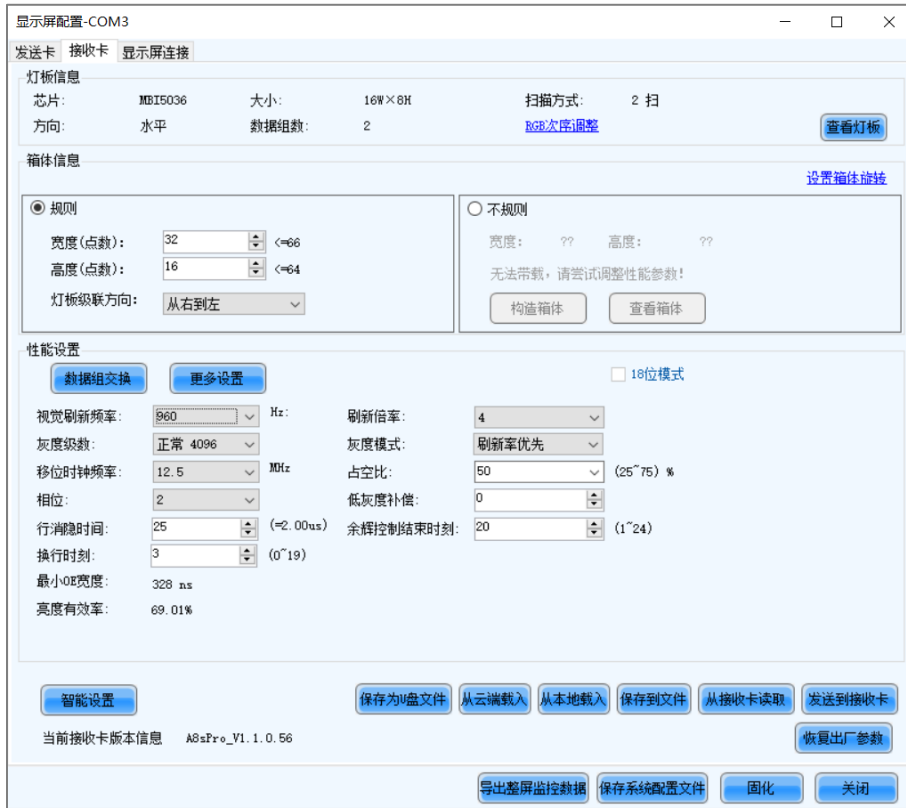 显示屏配置-COM3
发送卡 接收卡 显示屏连接
灯板信息
芯片: MBI5036 大小: 16W×8H 扫描方式: 2 扫
方向: 水平 数据组数: 2 RGB次序调整 查看灯板
箱体信息
设置箱体旋转
规则
宽度(点数): 32 <=66
高度(点数): 16 <=64
灯板级联方向: 从右到左
不规则
宽度: ?? 高度: ??
无法带载,请尝试调整性能参数!
构造箱体 查看箱体
性能设置
数据组交换 更多设置 18位模式
视觉刷新频率: 960 Hz: 刷新倍率: 4
灰度级数: 正常 4096 灰度模式: 刷新率优先
移位时钟频率: 12.5 MHz 占空比: 50 (25~75) %
相位: 2 低灰度补偿: 0
行消隐时间: 25 (=2.00us) 余辉控制结束时刻: 20 (1~24)
换行时刻: 3 (0~19)
最小OE宽度: 328 ns
亮度有效率: 69.01%
智能设置 保存为U盘文件 从云端载入 从本地载入 保存到文件 从接收卡读取 发送到接收卡
当前接收卡版本信息 A8sPro_V1.1.0.56 恢复出厂参数
导出整屏监控数据 保存系统配置文件 固化 关闭